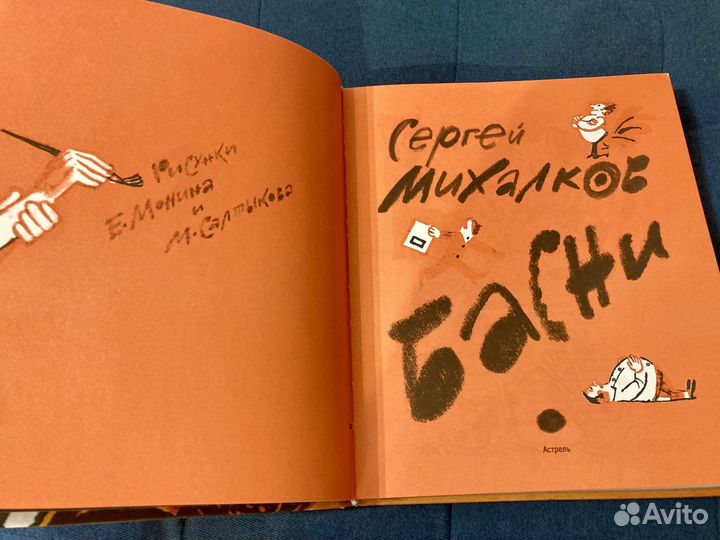 Рисунки
Е. Монина
и
М. Салтыкова
Сергей
Михалков
Басни
Астрель
Avito